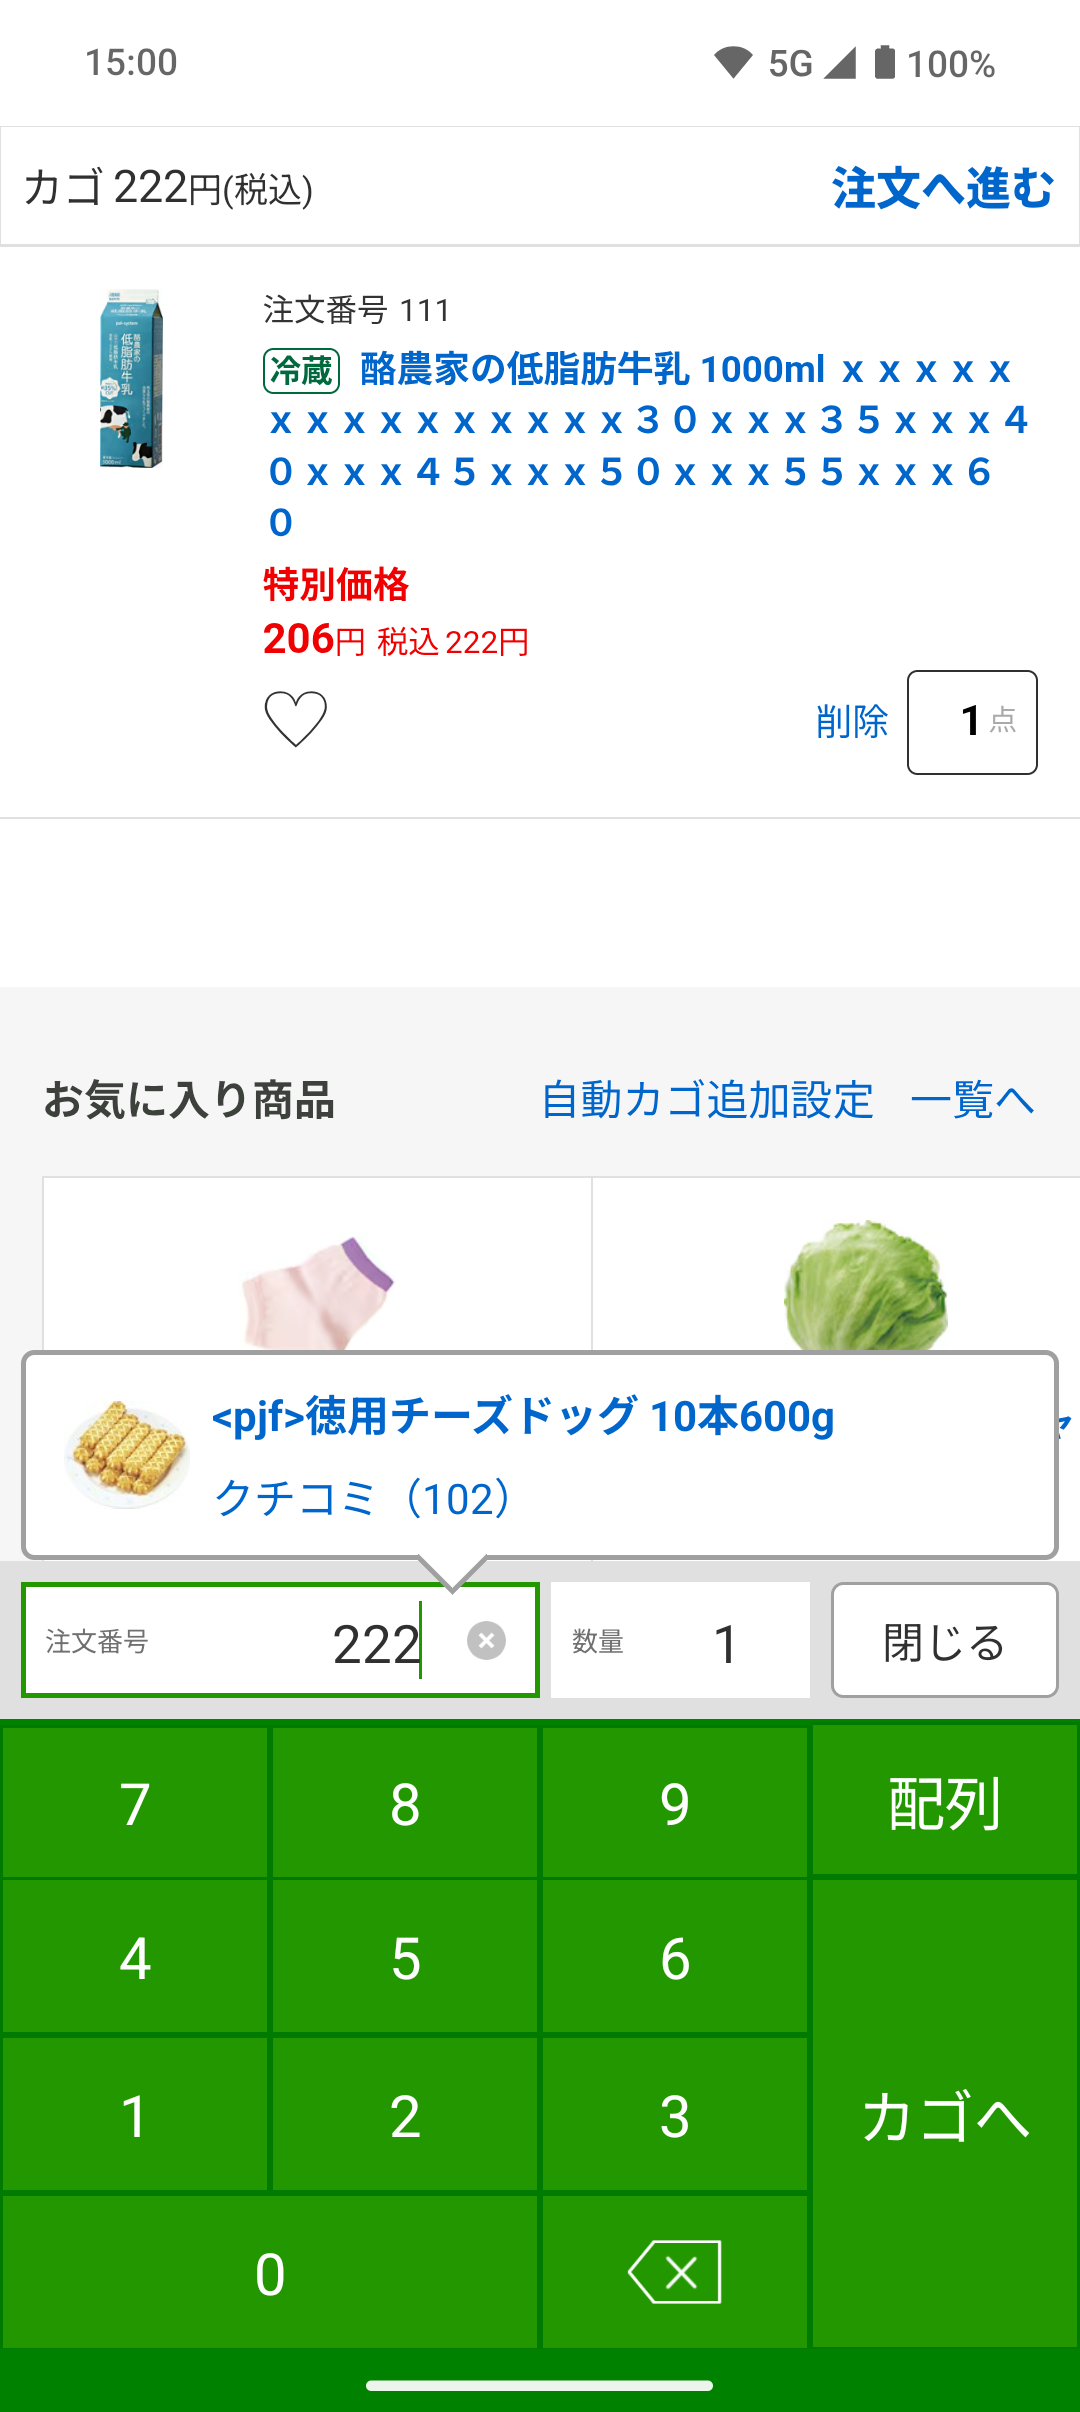 15:00
5G 100%
カゴ 222円(税込)
注文へ進む
注文番号 111
冷蔵 酪農家の低脂肪牛乳 1000ml ｘｘｘｘｘ
ｘｘｘｘｘｘｘｘｘｘ３０ｘｘｘ３５ｘｘｘ４
０ｘｘｘ４５ｘｘｘ５０ｘｘｘ５５ｘｘｘ６
０
特別価格
206円 税込 222円
削除
1 点
お気に入り商品
自動カゴ追加設定
一覧へ
<pjf>徳用チーズドッグ 10本600g
クチコミ（102）
注文番号 222
数量 1
閉じる
7 8 9 配列
4 5 6
1 2 3 カゴへ
0